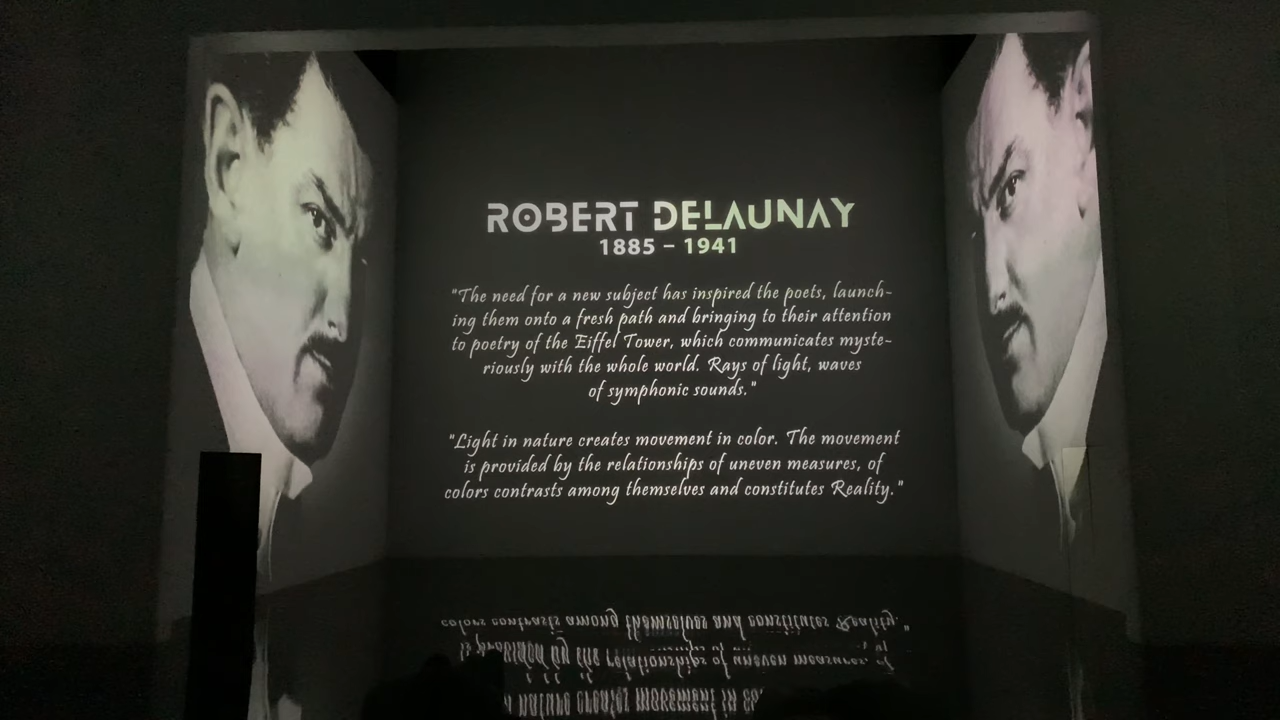 ROBERT DELAUNAY
1885 – 1941
"The need for a new subject has inspired the poets, launch-
ing them onto a fresh path and bringing to their attention
to poetry of the Eiffel Tower, which communicates myste-
riously with the whole world. Rays of light, waves
of symphonic sounds."
"Light in nature creates movement in color. The movement
is provided by the relationships of uneven measures, of
colors contrasts among themselves and constitutes Reality."